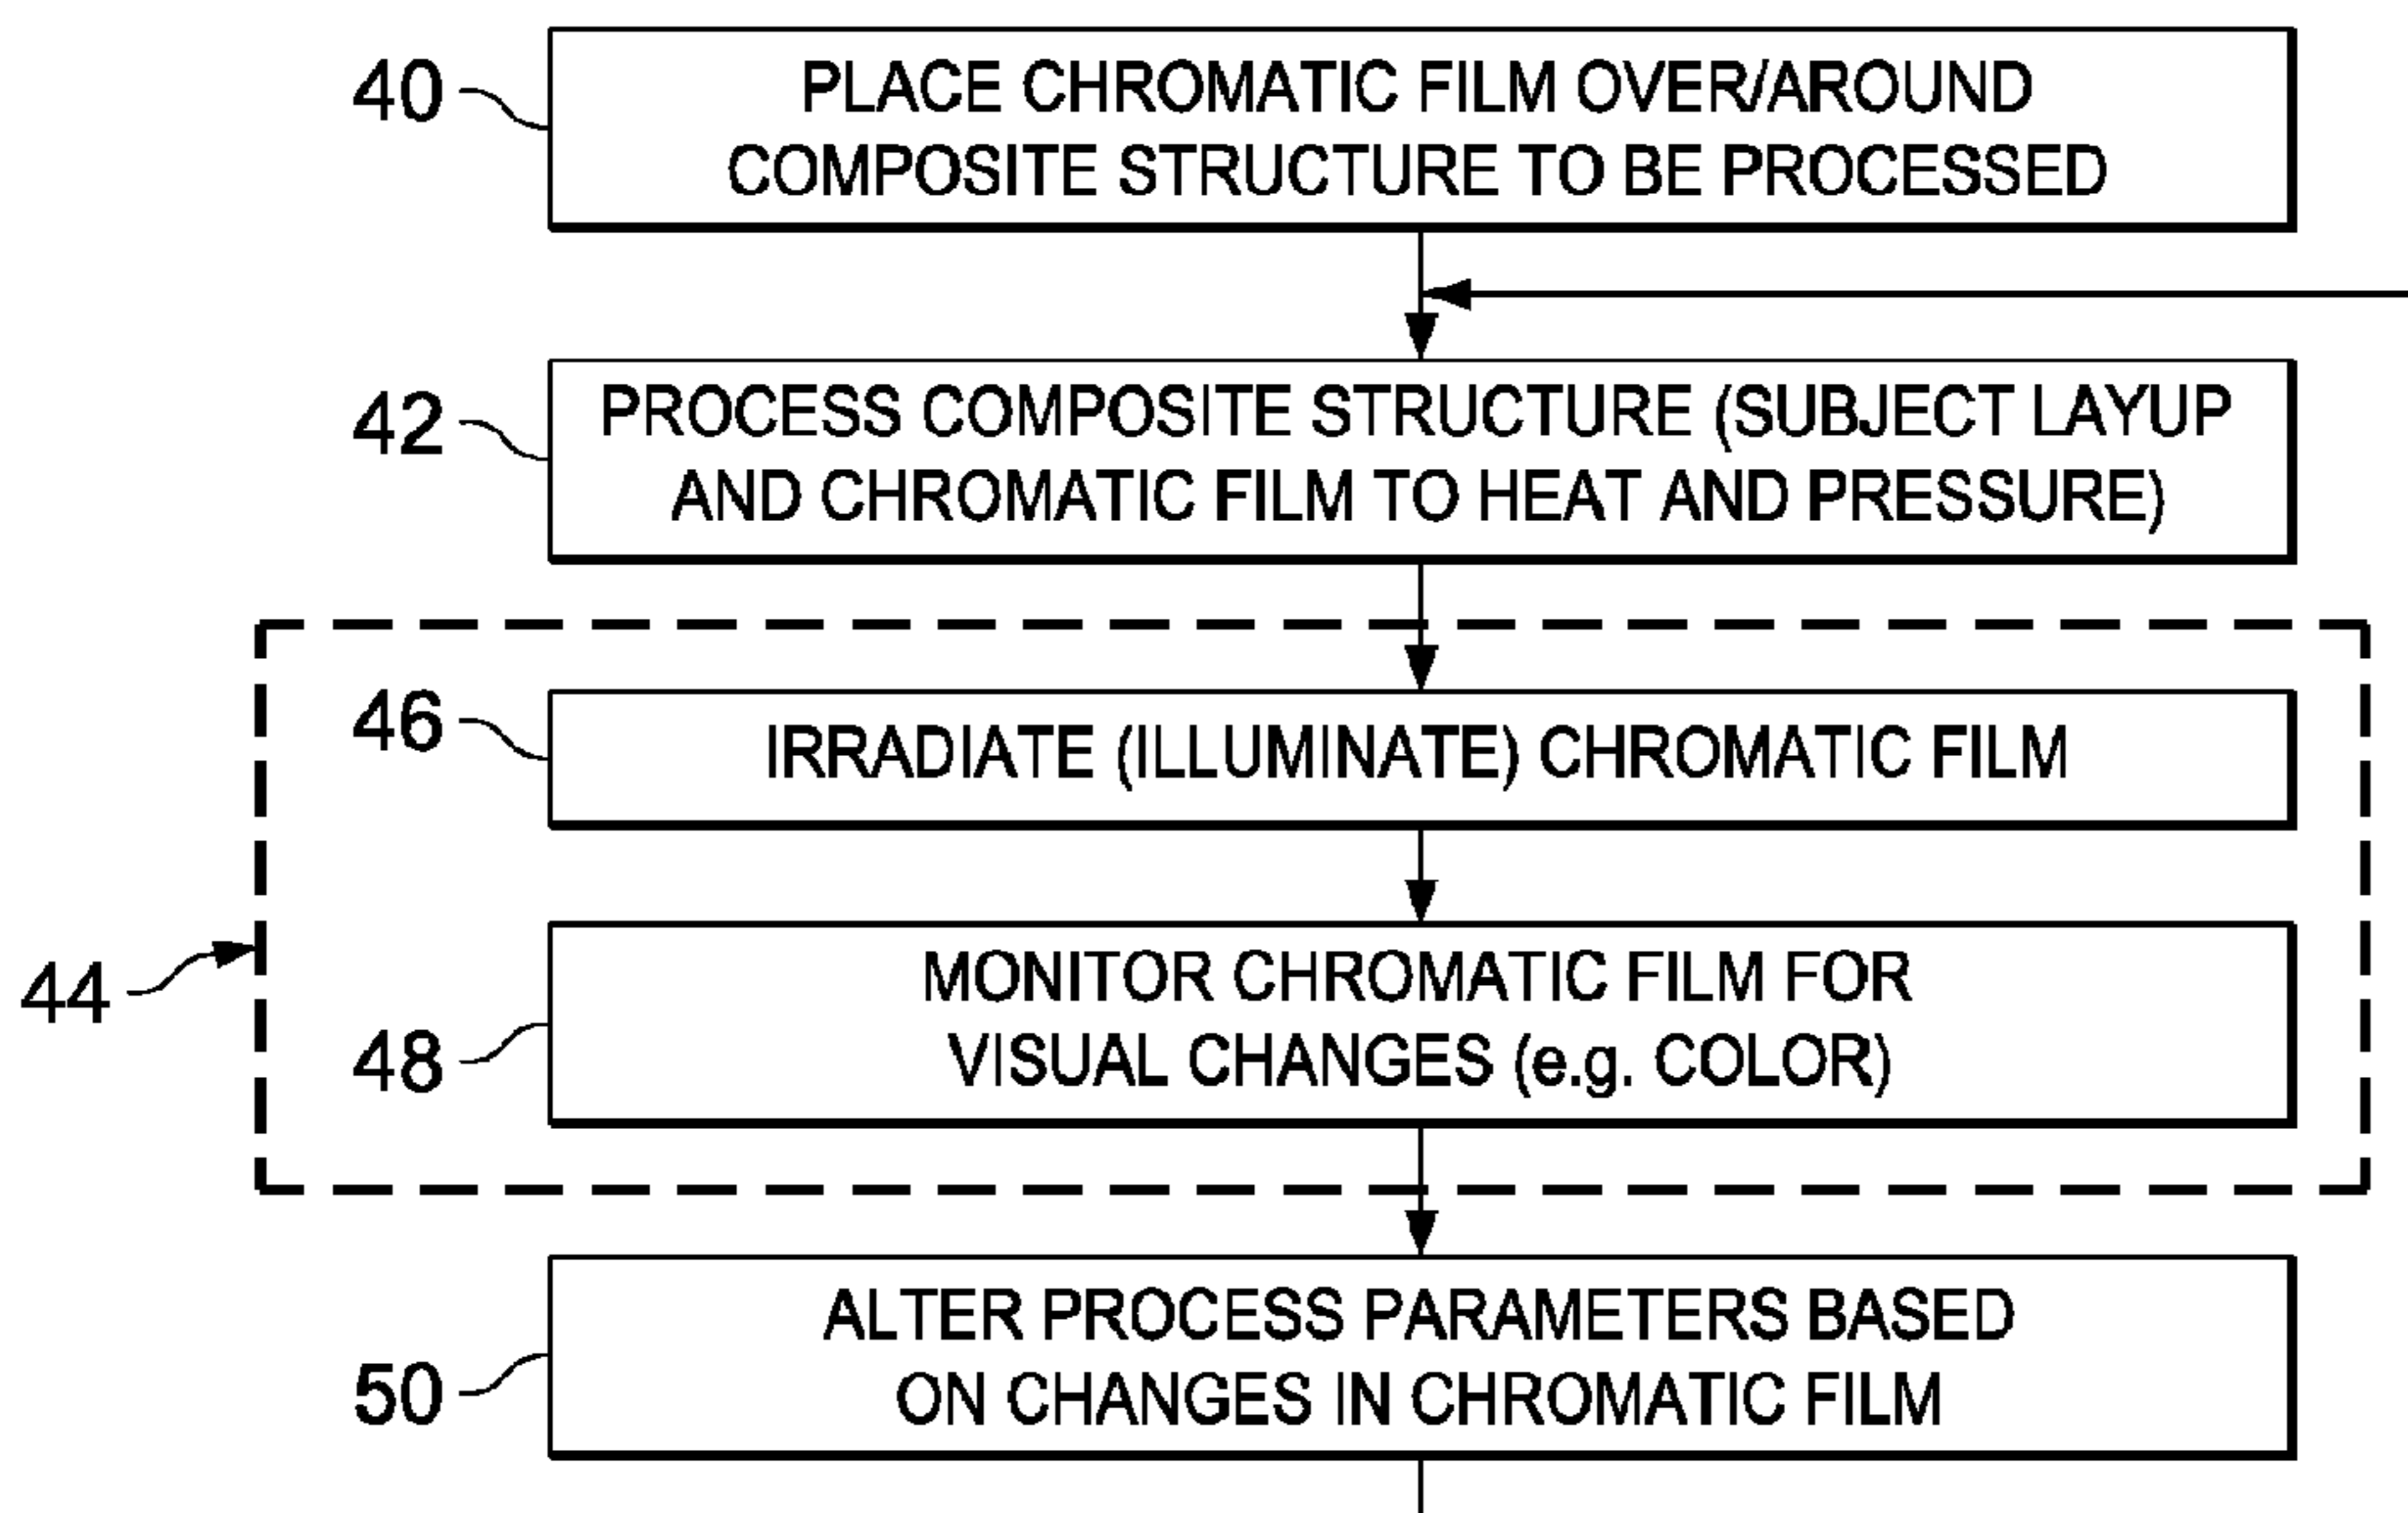 40
PLACE CHROMATIC FILM OVER/AROUND
COMPOSITE STRUCTURE TO BE PROCESSED
42
PROCESS COMPOSITE STRUCTURE (SUBJECT LAYUP
AND CHROMATIC FILM TO HEAT AND PRESSURE)
44
46
IRRADIATE (ILLUMINATE) CHROMATIC FILM
48
MONITOR CHROMATIC FILM FOR
VISUAL CHANGES (e.g. COLOR)
50
ALTER PROCESS PARAMETERS BASED
ON CHANGES IN CHROMATIC FILM